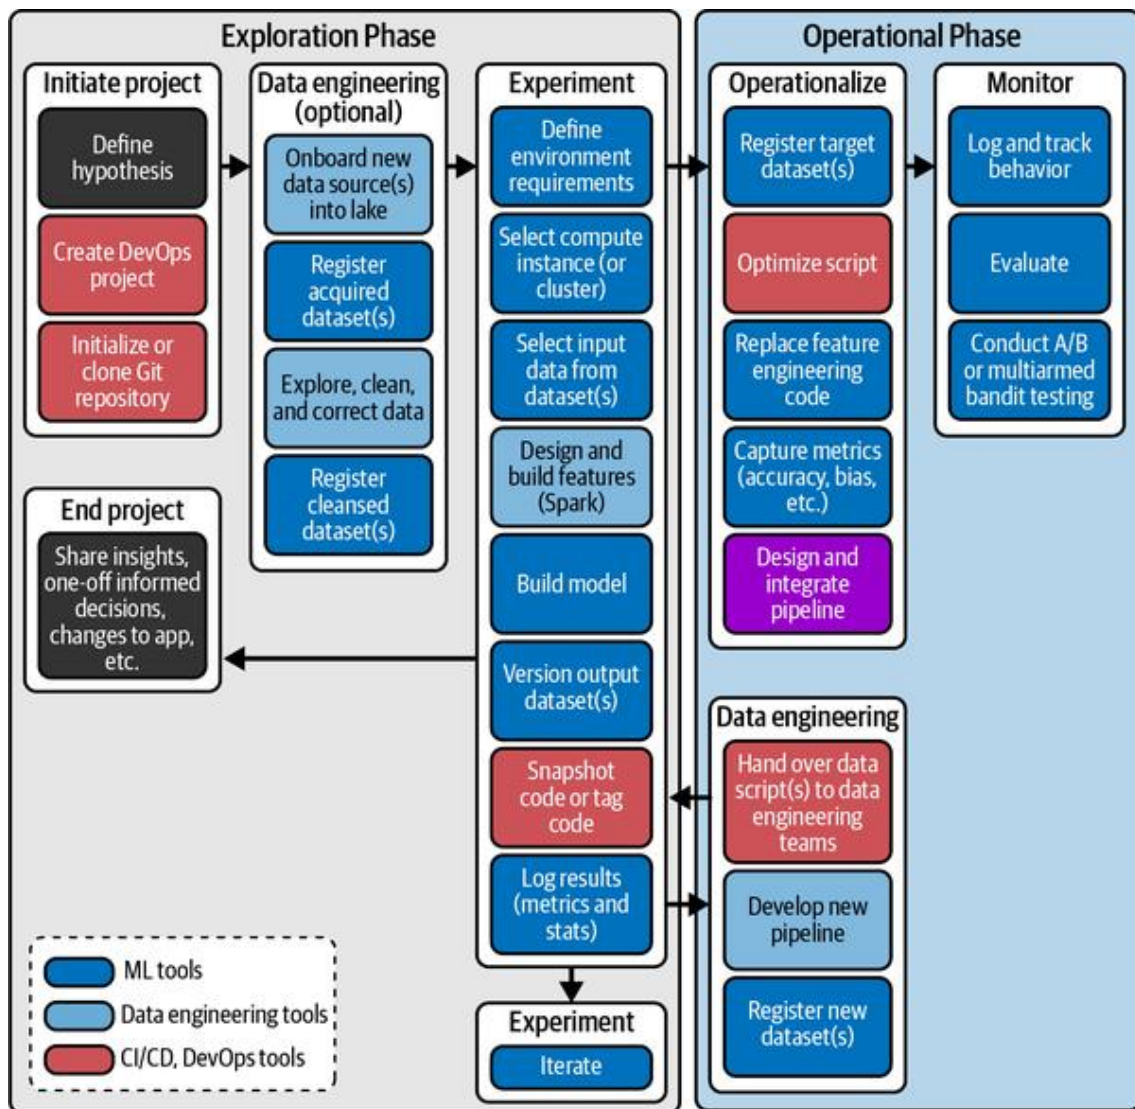 Exploration Phase
Initiate project
Define
hypothesis
Create DevOps
project
Initialize or
clone Git
repository
Data engineering
(optional)
Onboard new
data source(s)
into lake
Register
acquired
dataset(s)
Explore, clean,
and correct data
Register
cleansed
dataset(s)
Experiment
Define
environment
requirements
Select compute
instance (or
cluster)
Select input
data from
dataset(s)
Design and
build features
(Spark)
Build model
Version output
dataset(s)
Snapshot
code or tag
code
Log results
(metrics and
stats)
End project
Share insights,
one-off informed
decisions,
changes to app,
etc.
Experiment
Iterate
ML tools
Data engineering tools
CI/CD, DevOps tools
Operational Phase
Operationalize
Register target
dataset(s)
Optimize script
Replace feature
engineering
code
Capture metrics
(accuracy, bias,
etc.)
Design and
integrate
pipeline
Monitor
Log and track
behavior
Evaluate
Conduct A/B
or multiarmed
bandit testing
Data engineering
Hand over data
script(s) to data
engineering
teams
Develop new
pipeline
Register new
dataset(s)